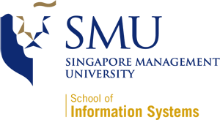 SMU
SINGAPORE MANAGEMENT
UNIVERSITY
School of
Information Systems